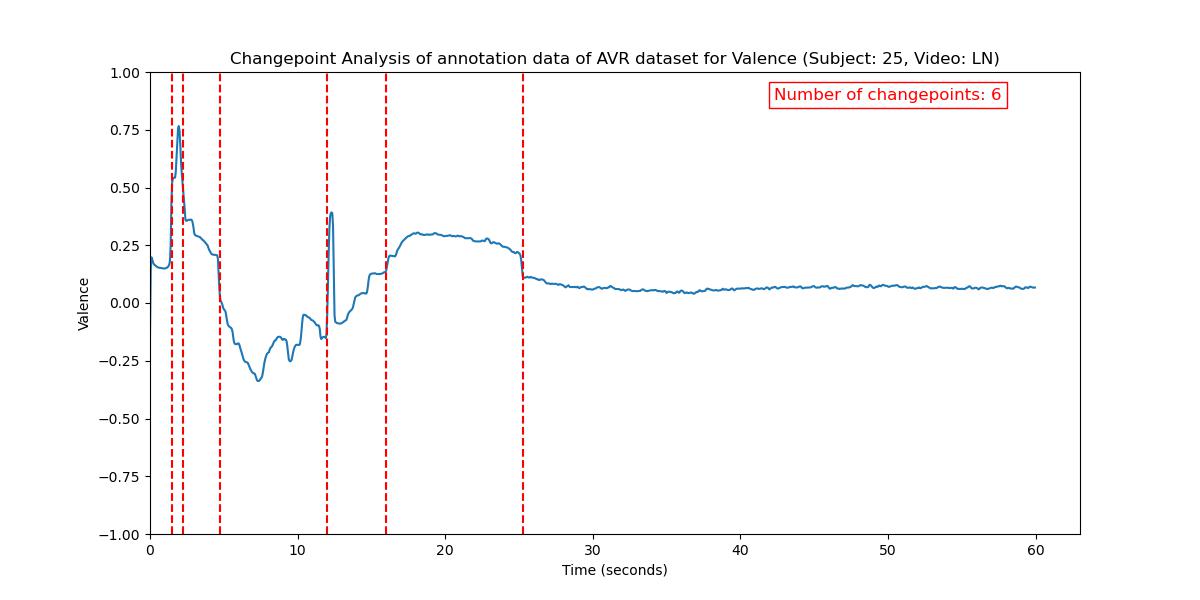 Changepoint Analysis of annotation data of AVR dataset for Valence (Subject: 25, Video: LN)
Number of changepoints: 6
1.00
0.75
0.50
0.25
0.00
−0.25
−0.50
−0.75
−1.00
Valence
0 10 20 30 40 50 60
Time (seconds)